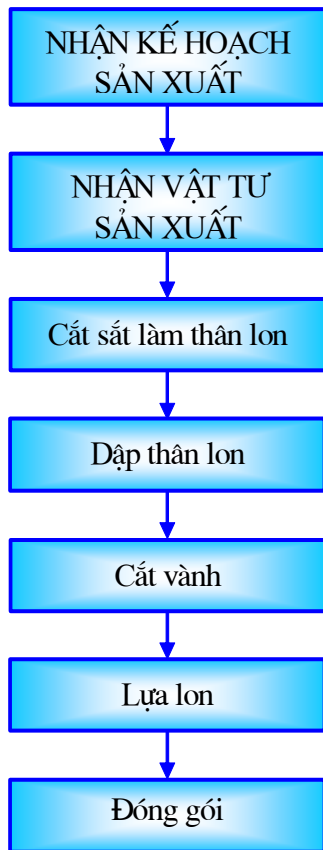 NHẬN KẾ HOẠCH
SẢN XUẤT
NHẬN VẬT TƯ
SẢN XUẤT
Cắt sắt làm thân lon
Dập thân lon
Cắt vành
Lựa lon
Đóng gói